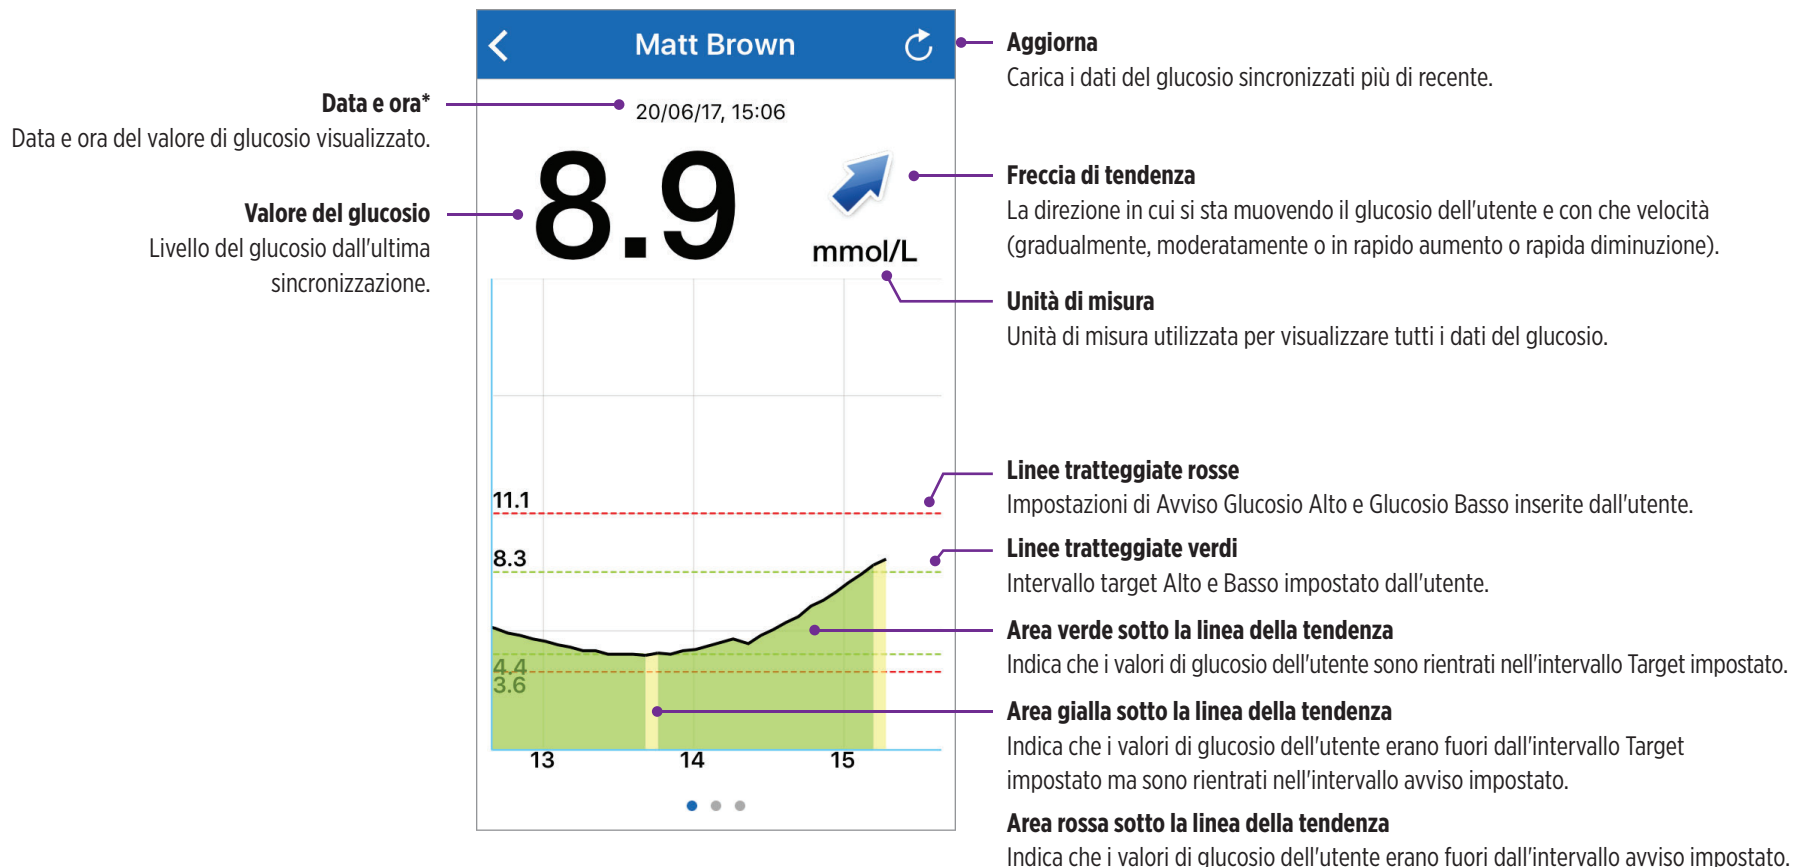 Matt Brown
20/06/17, 15:06
8.9
mmol/L
11.1
8.3
4.4
3.6
13
14
15
Data e ora*
Data e ora del valore di glucosio visualizzato.
Valore del glucosio
Livello del glucosio dall'ultima
sincronizzazione.
Aggiorna
Carica i dati del glucosio sincronizzati più di recente.
Freccia di tendenza
La direzione in cui si sta muovendo il glucosio dell'utente e con che velocità
(gradualmente, moderatamente o in rapido aumento o rapida diminuzione).
Unità di misura
Unità di misura utilizzata per visualizzare tutti i dati del glucosio.
Linee tratteggiate rosse
Impostazioni di Avviso Glucosio Alto e Glucosio Basso inserite dall'utente.
Linee tratteggiate verdi
Intervallo target Alto e Basso impostato dall'utente.
Area verde sotto la linea della tendenza
Indica che i valori di glucosio dell'utente sono rientrati nell'intervallo Target impostato.
Area gialla sotto la linea della tendenza
Indica che i valori di glucosio dell'utente erano fuori dall'intervallo Target
impostato ma sono rientrati nell'intervallo avviso impostato.
Area rossa sotto la linea della tendenza
Indica che i valori di glucosio dell'utente erano fuori dall'intervallo avviso impostato.